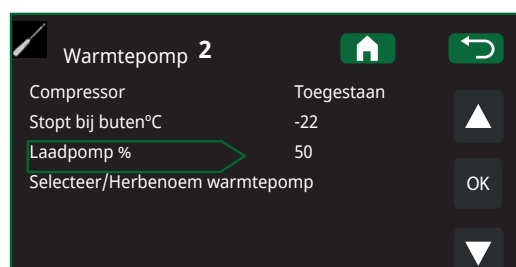 Warmtepomp 2
Compressor Toegestaan
Stopt bij buten°C -22
Laadpomp % 50
Selecteer/Herbenoem warmtepomp
OK